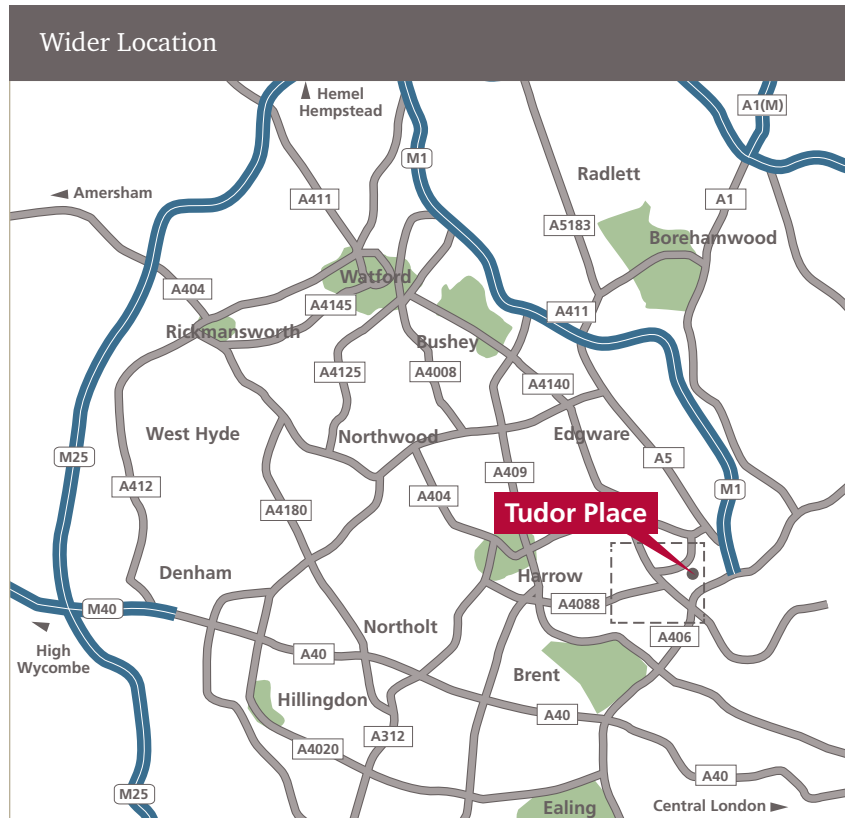 Wider Location
Hemel
Hempstead
A1(M)
M1
Radlett
Amersham
A411
A1
A5183
Borehamwood
Watford
A404
A4145
A411
Rickmansworth
Bushey
A4125
A4008
A4140
West Hyde
Northwood
Edgware
M25
A5
A409
A412
A404
M1
A4180
Tudor Place
Denham
Harrow
M40
A4088
Northolt
A406
High
Wycombe
A40
Brent
Hillingdon
A40
A312
A4020
A40
M25
Ealing
Central London